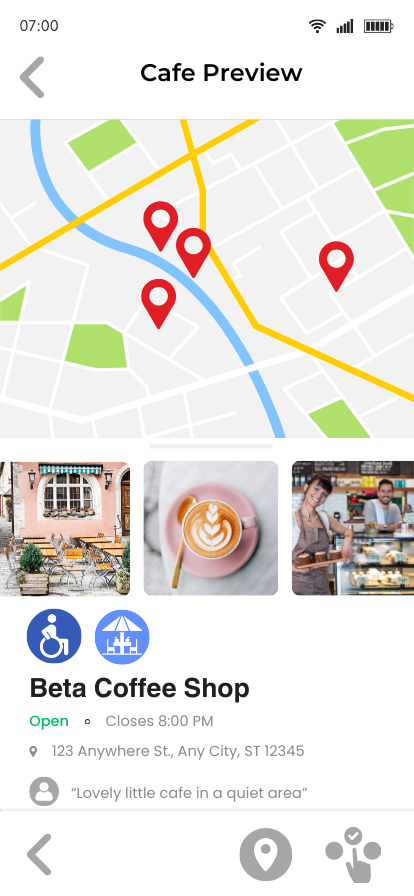 07:00
Cafe Preview
Beta Coffee Shop
Open ∘ Closes 8:00 PM
123 Anywhere St., Any City, ST 12345
“Lovely little cafe in a quiet area”